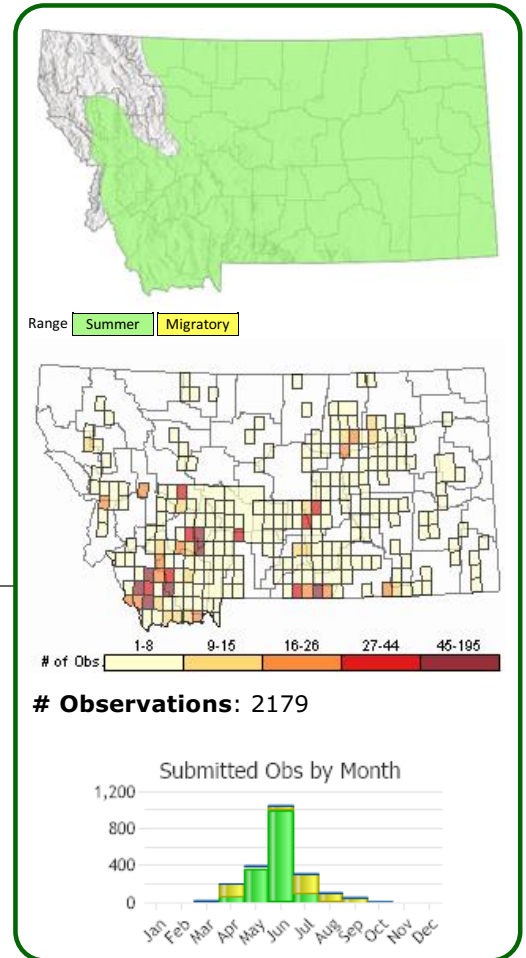 Range Summer Migratory
1-8 9-15 16-26 27-44 45-195
# of Obs.
# Observations: 2179
Submitted Obs by Month
1,200
800
400
0
Jan Feb Mar Apr May Jun Jul Aug Sep Oct Nov Dec